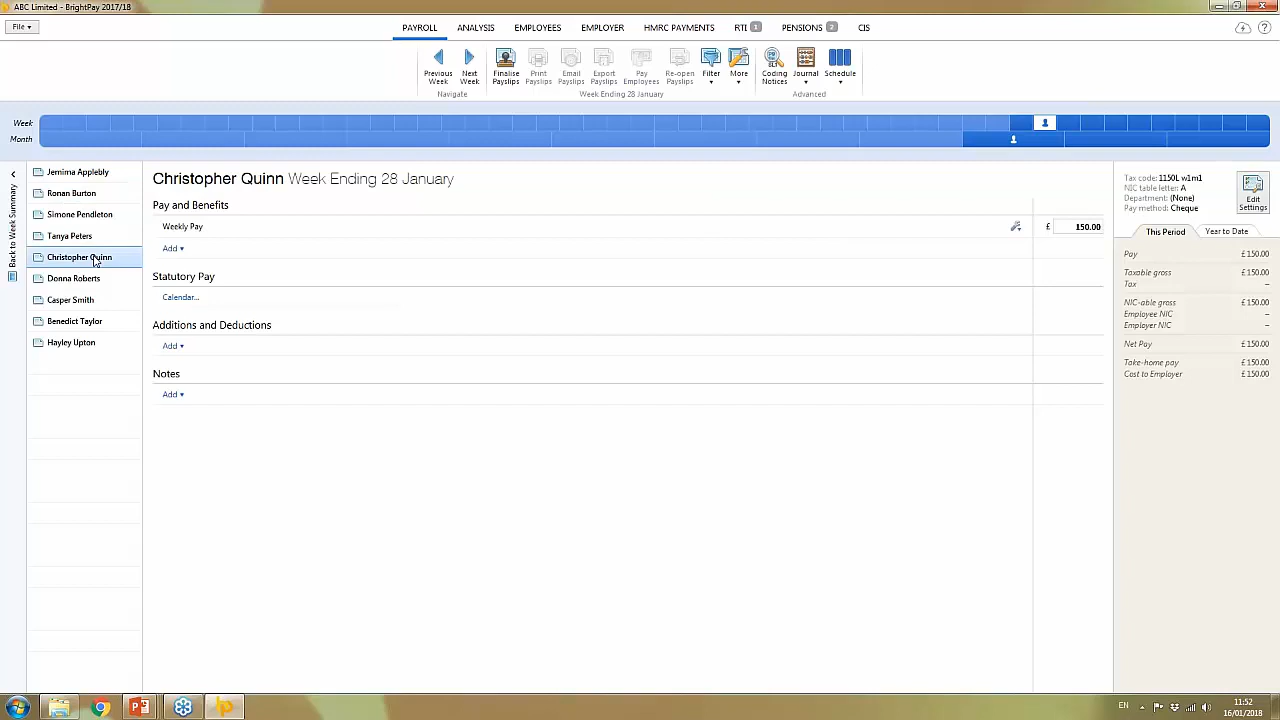 ABC Limited - BrightPay 2017/18
File
PAYROLL
ANALYSIS
EMPLOYEES
EMPLOYER
HMRC PAYMENTS
RTI 1
PENSIONS 2
CIS
Previous Week
Next Week
Finalise Payslips
Print Payslips
Email Payslips
Export Payslips
Pay Employees
Re-open Payslips
Filter
More
Coding Notices
Journal
Schedule
Navigate
Week Ending 28 January
Advanced
Week
Month
Back to Week Summary
Jemima Applebly
Ronan Burton
Simone Pendleton
Tanya Peters
Christopher Quinn
Donna Roberts
Casper Smith
Benedict Taylor
Hayley Upton
Christopher Quinn Week Ending 28 January
Pay and Benefits
Weekly Pay £ 150.00
Add
Statutory Pay
Calendar...
Additions and Deductions
Add
Notes
Add
Tax code: 1150L w1m1
NIC table letter: A
Department: (None)
Pay method: Cheque
Edit Settings
This Period
Year to Date
Pay £150.00
Taxable gross £150.00
Tax –
NIC-able gross £150.00
Employee NIC –
Employer NIC –
Net Pay £150.00
Take-home pay £150.00
Cost to Employer £150.00
EN
11:52
16/01/2018